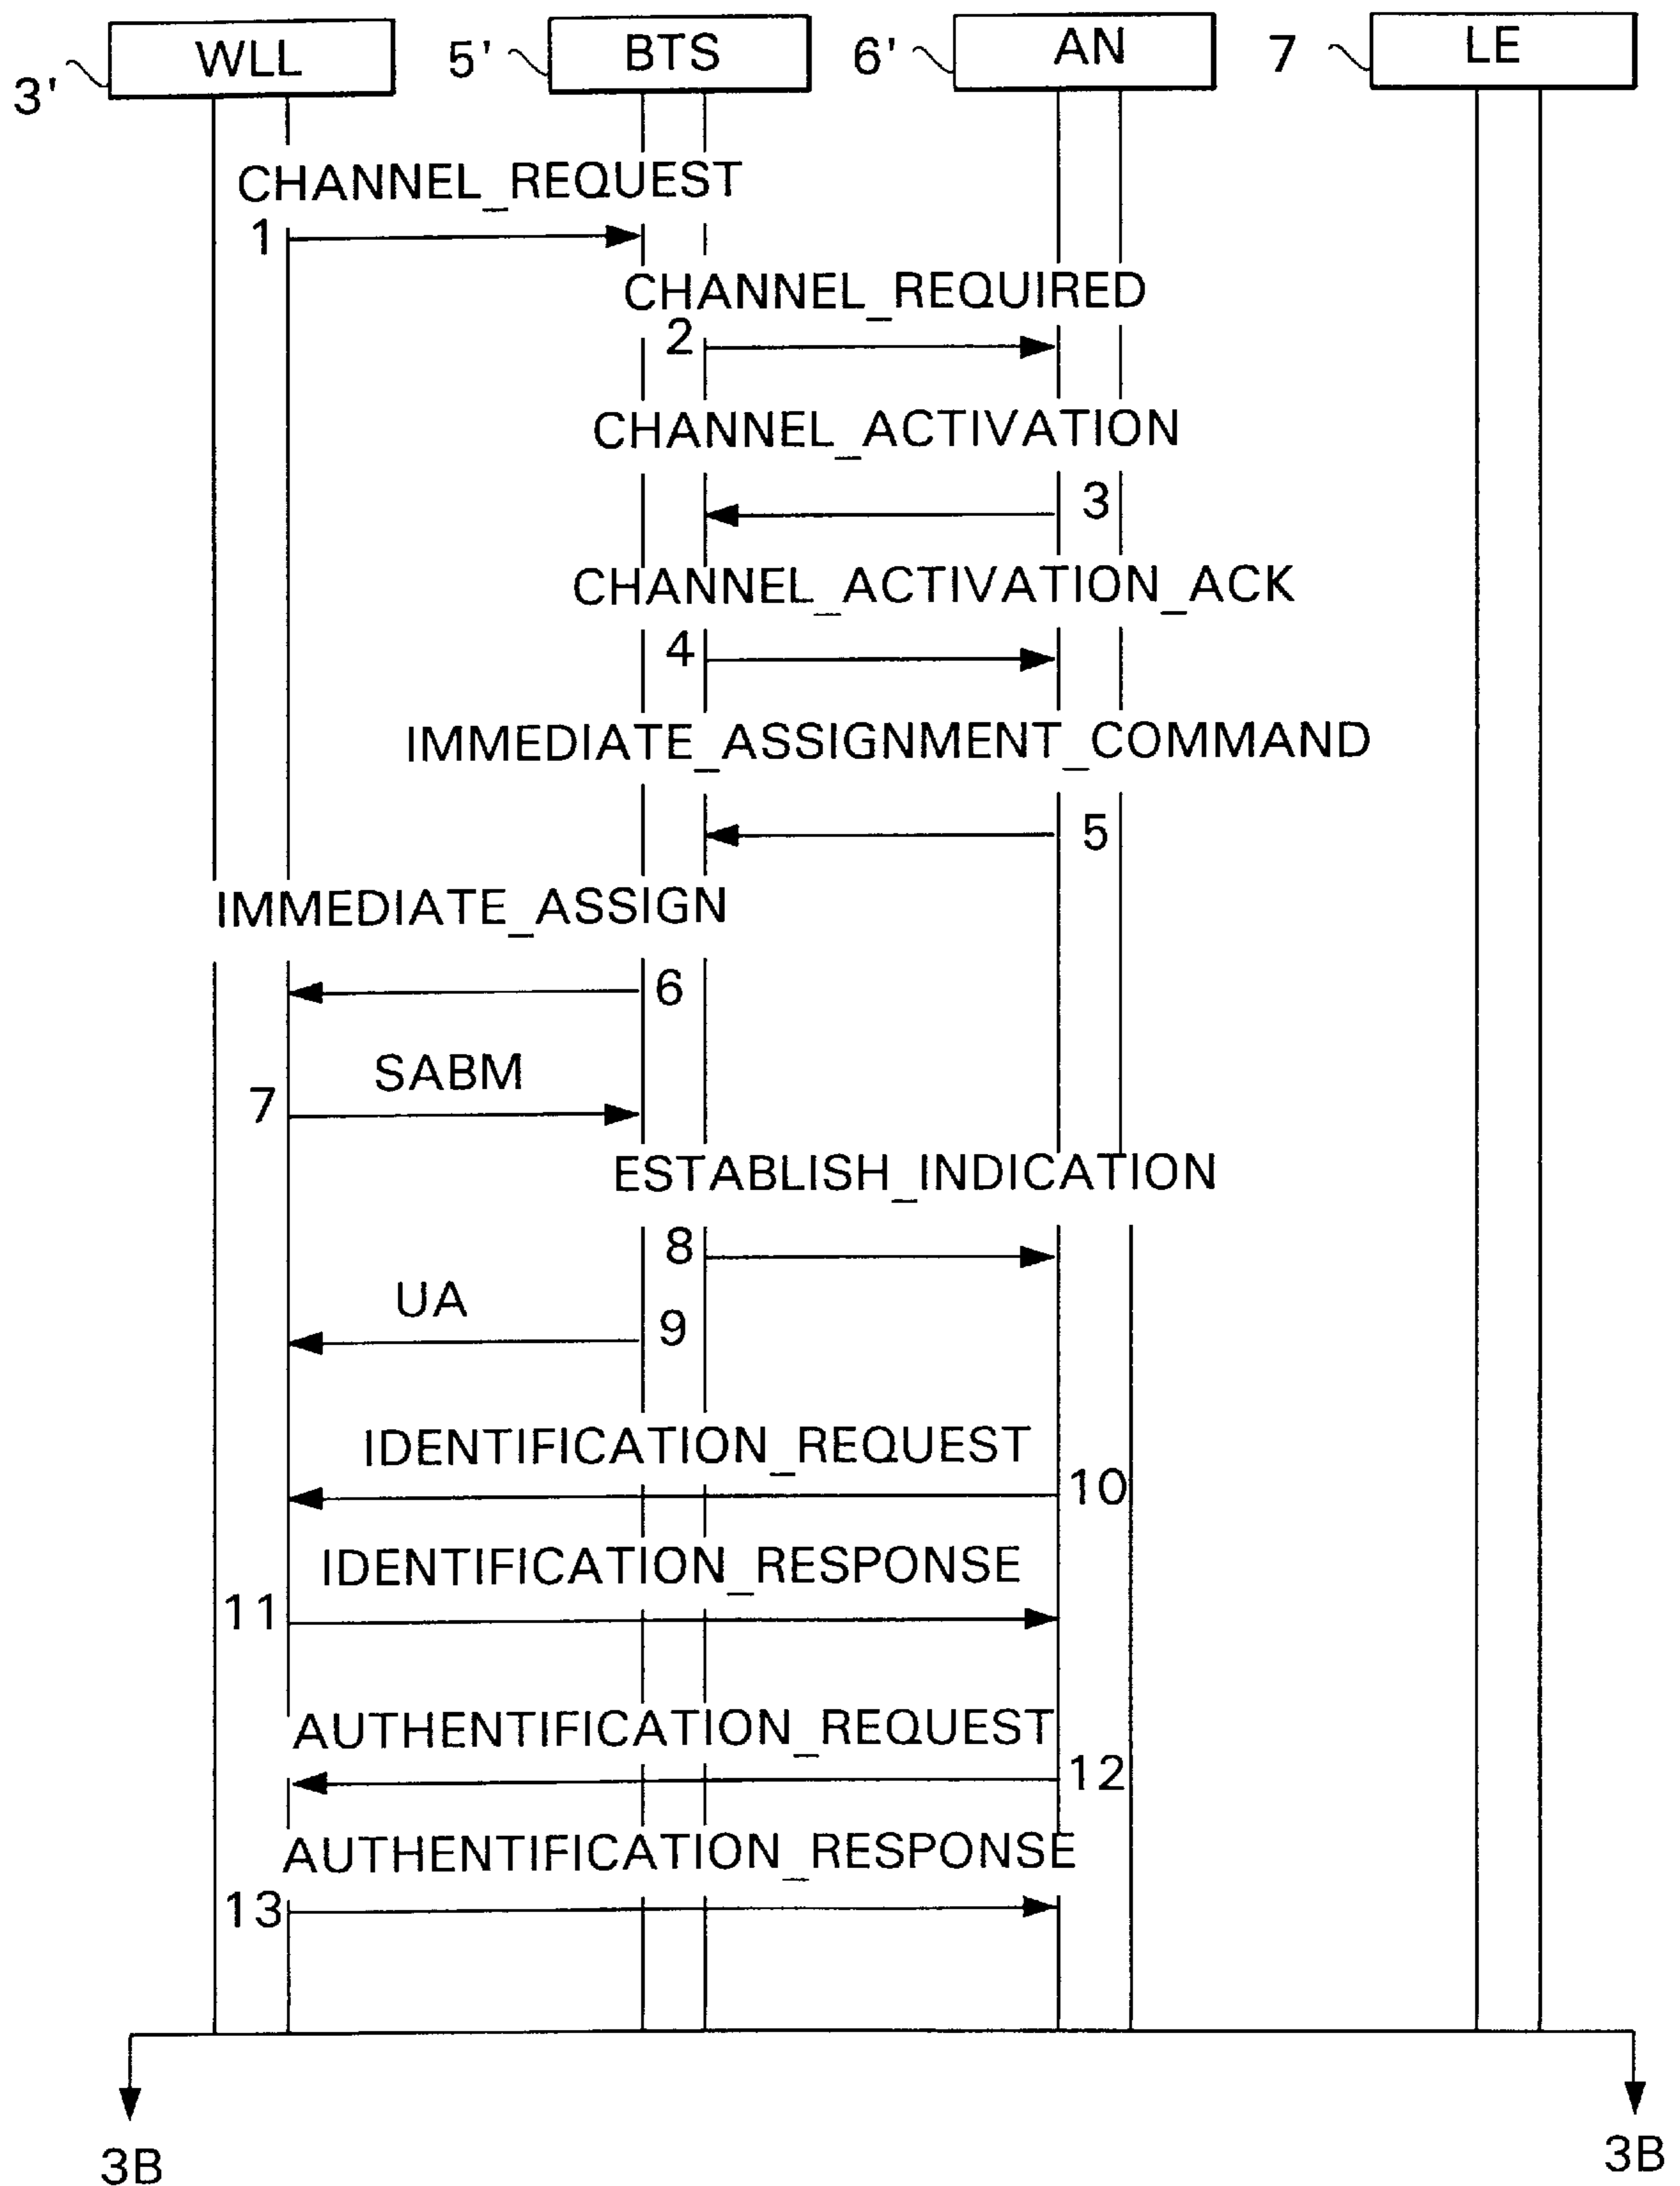 3' WLL 5' BTS 6' AN 7 LE
CHANNEL_REQUEST
1
CHANNEL_REQUIRED
2
CHANNEL_ACTIVATION
3
CHANNEL_ACTIVATION_ACK
4
IMMEDIATE_ASSIGNMENT_COMMAND
5
IMMEDIATE_ASSIGN
6
SABM
7
ESTABLISH_INDICATION
8
UA
9
IDENTIFICATION_REQUEST
10
IDENTIFICATION_RESPONSE
11
AUTHENTIFICATION_REQUEST
12
AUTHENTIFICATION_RESPONSE
13
3B 3B